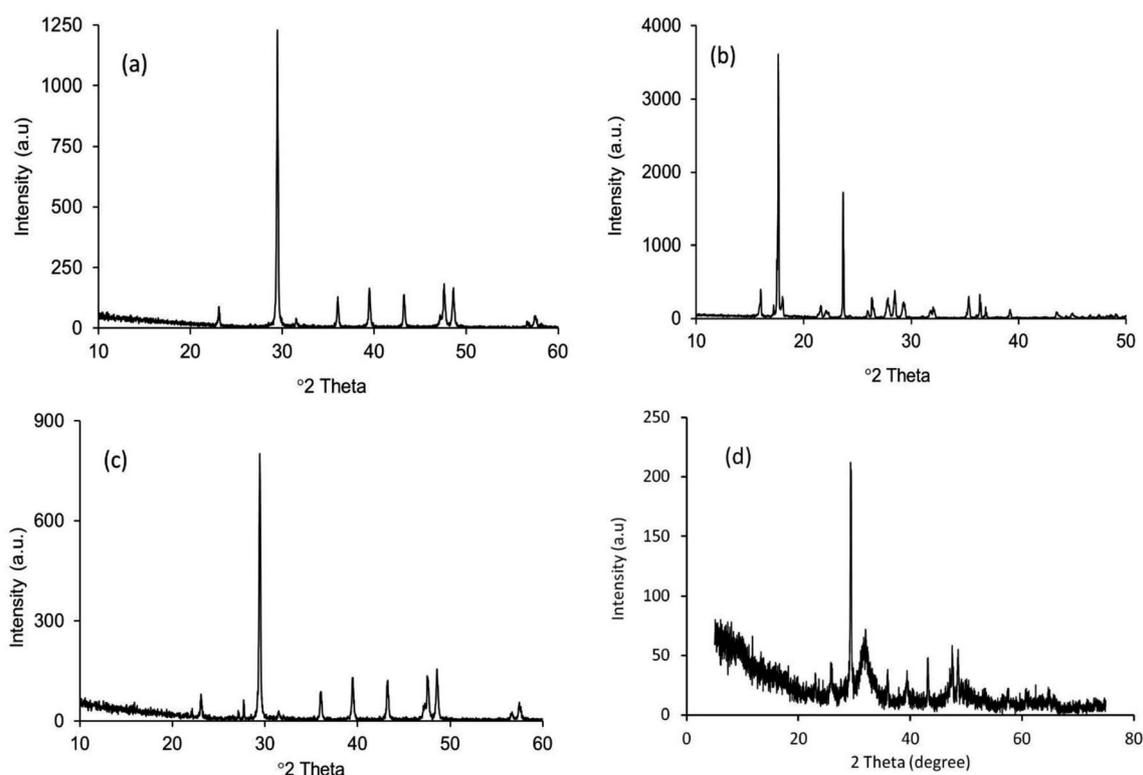 (a)
Intensity (a.u)
1250
1000
750
500
250
0
10 20 30 40 50 60
°2 Theta
(b)
Intensity (a.u.)
4000
3000
2000
1000
0
10 20 30 40 50
°2 Theta
(c)
Intensity (a.u.)
900
600
300
0
10 20 30 40 50 60
°2 Theta
(d)
Intensity (a.u)
250
200
150
100
50
0
0 20 40 60 80
2 Theta (degree)